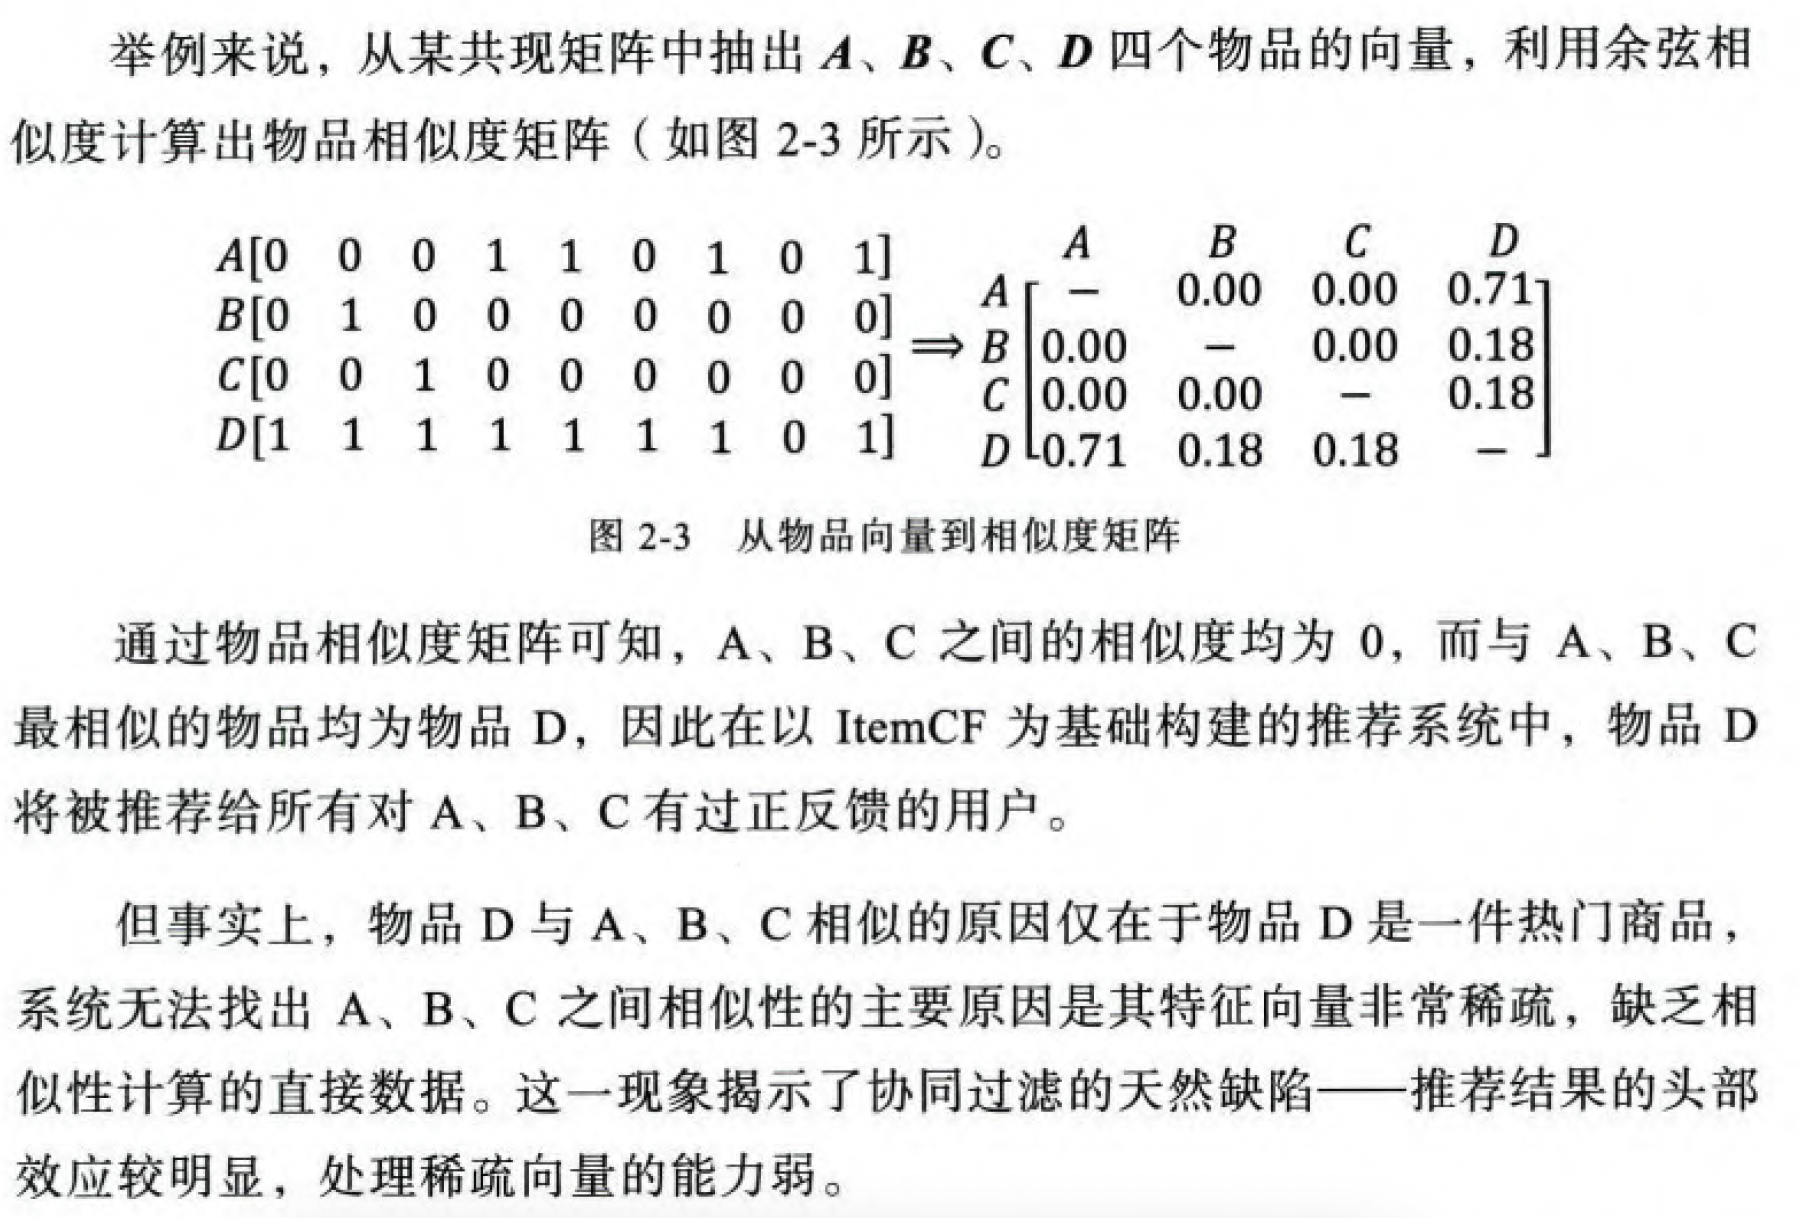 举例来说，从某共现矩阵中抽出 A、B、C、D 四个物品的向量，利用余弦相
似度计算出物品相似度矩阵（如图 2-3 所示）。
A[0 0 0 1 1 0 1 0 1]
B[0 1 0 0 0 0 0 0 0]
C[0 0 1 0 0 0 0 0 0]
D[1 1 1 1 1 1 1 0 1]
⟹
A B C D
A [ − 0.00 0.00 0.71 ]
B 0.00 − 0.00 0.18
C 0.00 0.00 − 0.18
D 0.71 0.18 0.18 −
图 2-3 从物品向量到相似度矩阵
通过物品相似度矩阵可知，A、B、C 之间的相似度均为 0，而与 A、B、C
最相似的物品均为物品 D，因此在以 ItemCF 为基础构建的推荐系统中，物品 D
将被推荐给所有对 A、B、C 有过正反馈的用户。
但事实上，物品 D 与 A、B、C 相似的原因仅在于物品 D 是一件热门商品，
系统无法找出 A、B、C 之间相似性的主要原因是其特征向量非常稀疏，缺乏相
似性计算的直接数据。这一现象揭示了协同过滤的天然缺陷——推荐结果的头部
效应较明显，处理稀疏向量的能力弱。